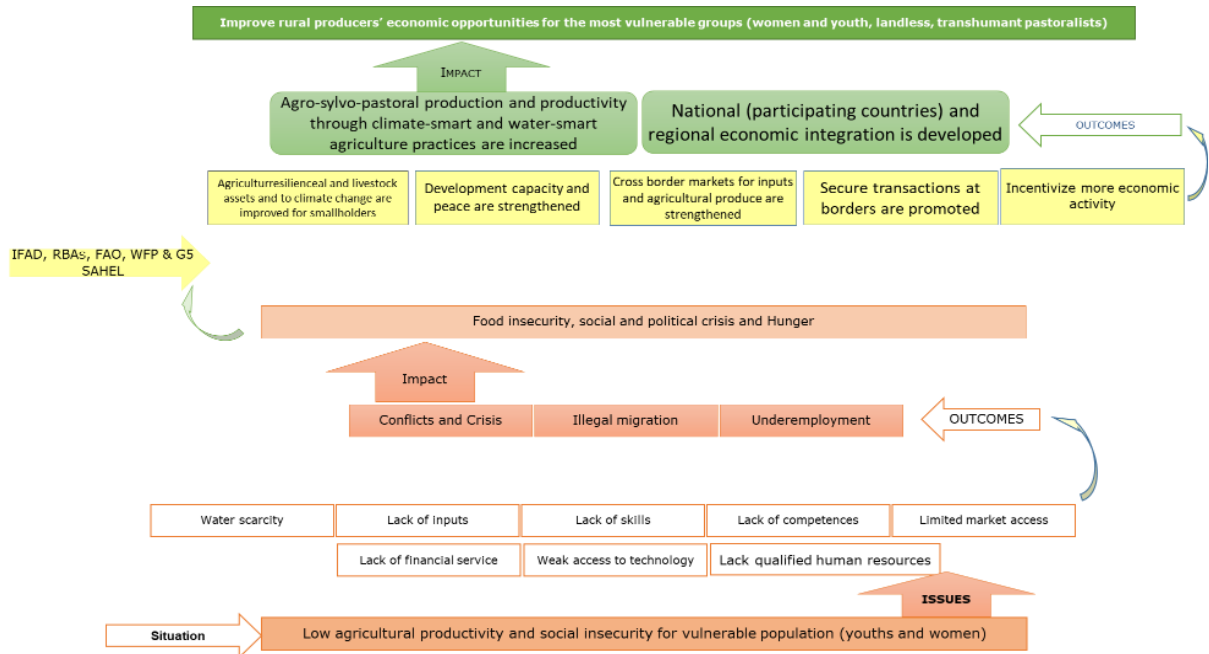 Improve rural producers' economic opportunities for the most vulnerable groups (women and youth, landless, transhumant pastoralists)
IMPACT
Agro-sylvo-pastoral production and productivity
through climate-smart and water-smart
agriculture practices are increased
National (participating countries) and
regional economic integration is developed
OUTCOMES
Agriculturresilienceal and livestock
assets and to climate change are
improved for smallholders
Development capacity and
peace are strengthened
Cross border markets for inputs
and agricultural produce are
strengthened
Secure transactions at
borders are promoted
Incentivize more economic
activity
IFAD, RBAs, FAO, WFP & G5
SAHEL
Food insecurity, social and political crisis and Hunger
Impact
Conflicts and Crisis
Illegal migration
Underemployment
OUTCOMES
Water scarcity
Lack of inputs
Lack of skills
Lack of competences
Limited market access
Lack of financial service
Weak access to technology
Lack qualified human resources
ISSUES
Situation
Low agricultural productivity and social insecurity for vulnerable population (youths and women)